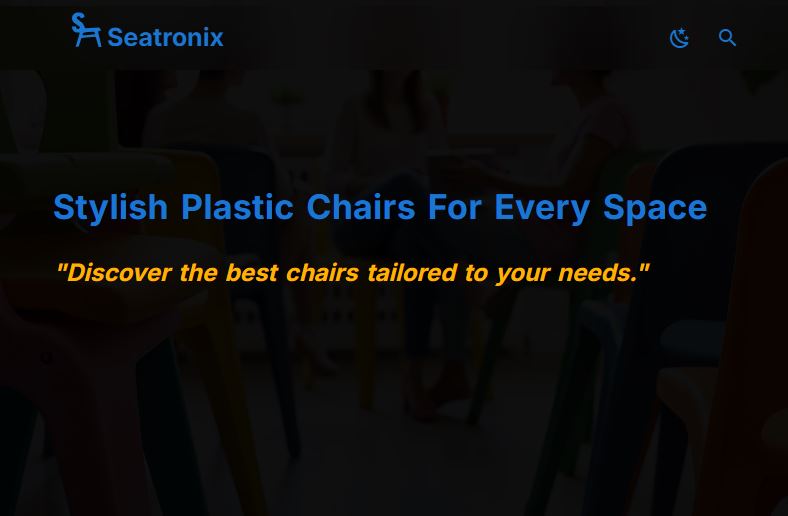 Seatronix
Stylish Plastic Chairs For Every Space
"Discover the best chairs tailored to your needs."